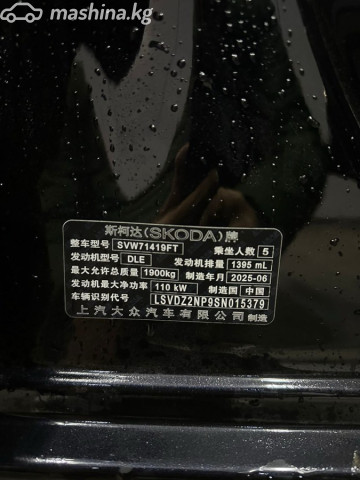 mashina.kg
斯柯达(SKODA)牌
整车型号 SVW71419FT 乘坐人数 5
发动机型号 DLE 发动机排量 1395 mL
最大允许总质量 1900kg 制造年月 2025-06
发动机最大净功率 110 kW 制造国 中国
车辆识别代号 LSVDZ2NP9SN015379
上汽大众汽车有限公司 制造